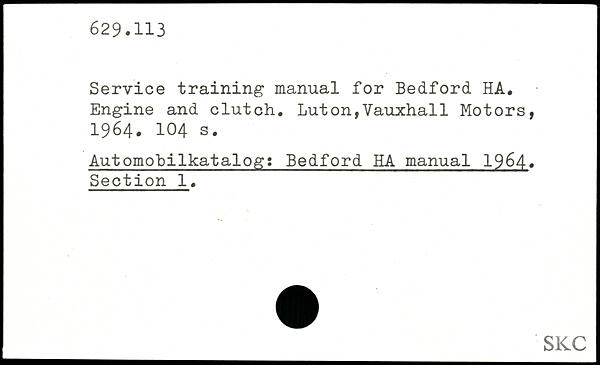 629.113
Service training manual for Bedford HA.
Engine and clutch. Luton,Vauxhall Motors,
1964. 104 s.
Automobilkatalog: Bedford HA manual 1964.
Section 1.
SKC